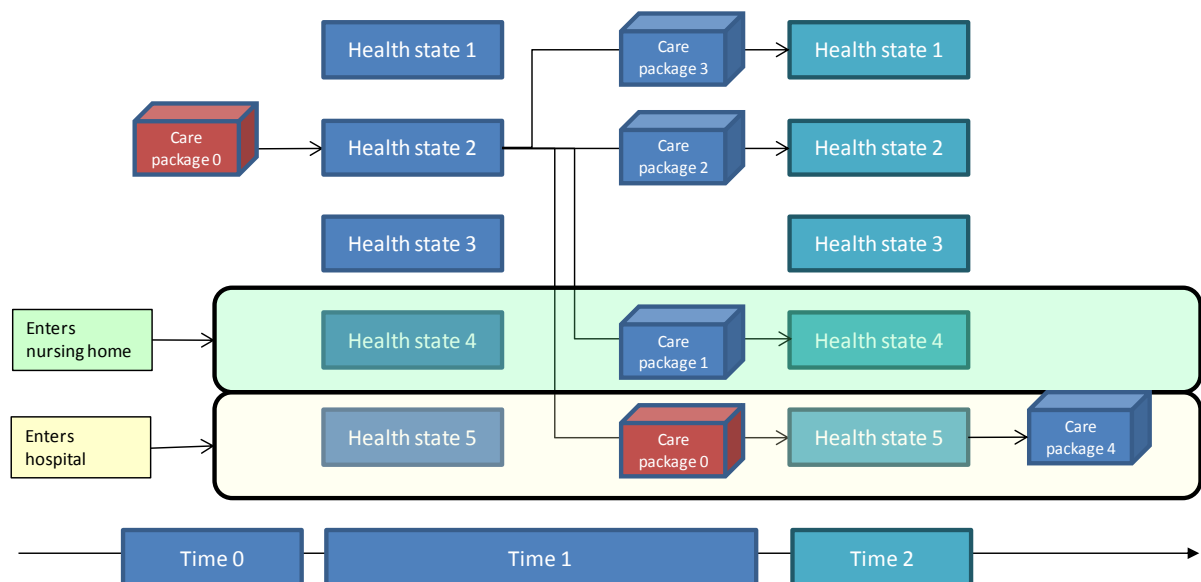 Health state 1
Care
package 3
Health state 1
Care
package 0
Health state 2
Care
package 2
Health state 2
Health state 3
Health state 3
Enters
nursing home
Health state 4
Care
package 1
Health state 4
Enters
hospital
Health state 5
Care
package 0
Health state 5
Care
package 4
Time 0
Time 1
Time 2